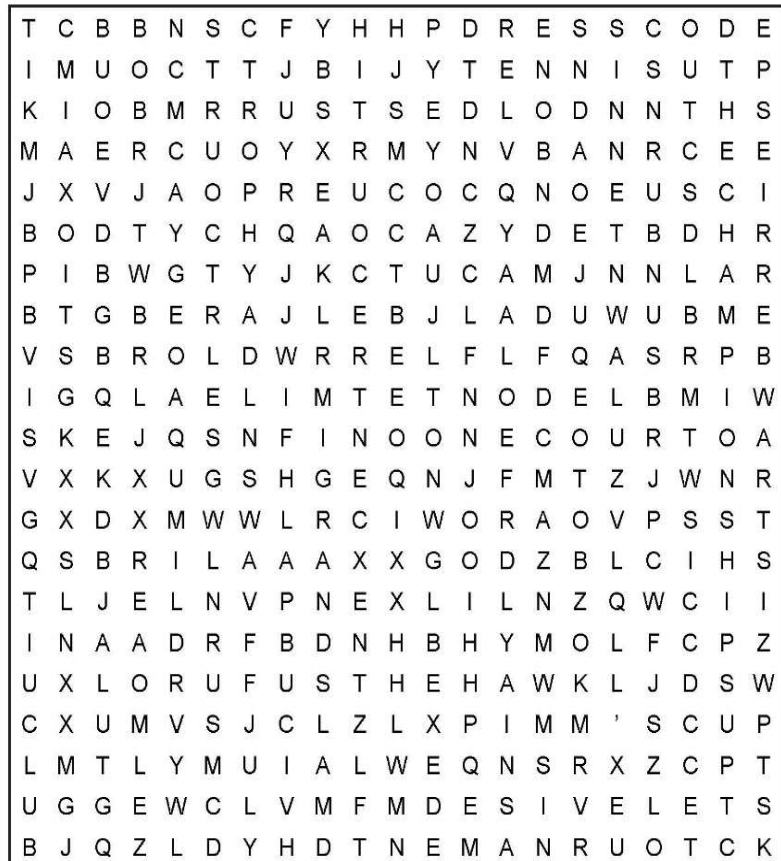 T C B B N S C F Y H H P D R E S S C O D E
I M U O C T T J B I J Y T E N N I S U T P
K I O B M R R U S T S E D L O D N N T H S
M A E R C U O Y X R M Y N V B A N R C E E
J X V J A O P R E U C O C Q N O E U S C I
B O D T Y C H Q A O C A Z Y D E T B D H R
P I B W G T Y J K C T U C A M J N N L A R
B T G B E R A J L E B J L A D U W U B M E
V S B R O L D W R R E L F L F Q A S R P B
I G Q L A E L I M T E T N O D E L B M I W
S K E J Q S N F I N O O N E C O U R T O A
V X K X U G S H G E Q N J F M T Z J W N R
G X D X M W W L R C I W O R A O V P S S T
Q S B R I L A A A X X G O D Z B L C I H S
T L J E L N V P N E X L I L N Z Q W C I I
I N A A D R F B D N H B H Y M O L F C P Z
U X L O R U F U S T H E H A W K L J D S W
C X U M V S J C L Z L X P I M M ' S C U P
L M T L Y M U I A L W E Q N S R X Z C P T
U G G E W C L V M F M D E S I V E L E T S
B J Q Z L D Y H D T N E M A N R U O T C K